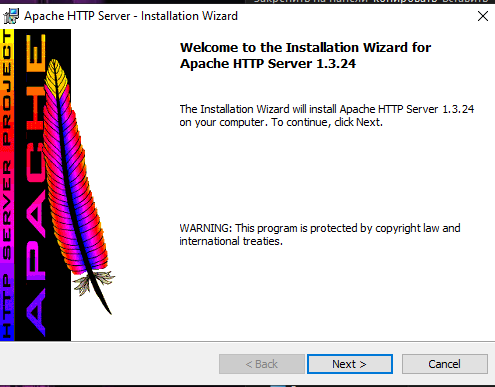 Закрепить на панели копировать вставить
Apache HTTP Server - Installation Wizard
Welcome to the Installation Wizard for
Apache HTTP Server 1.3.24
The Installation Wizard will install Apache HTTP Server 1.3.24
on your computer. To continue, click Next.
WARNING: This program is protected by copyright law and
international treaties.
HTTP SERVER PROJECT
APACHE
< Back
Next >
Cancel